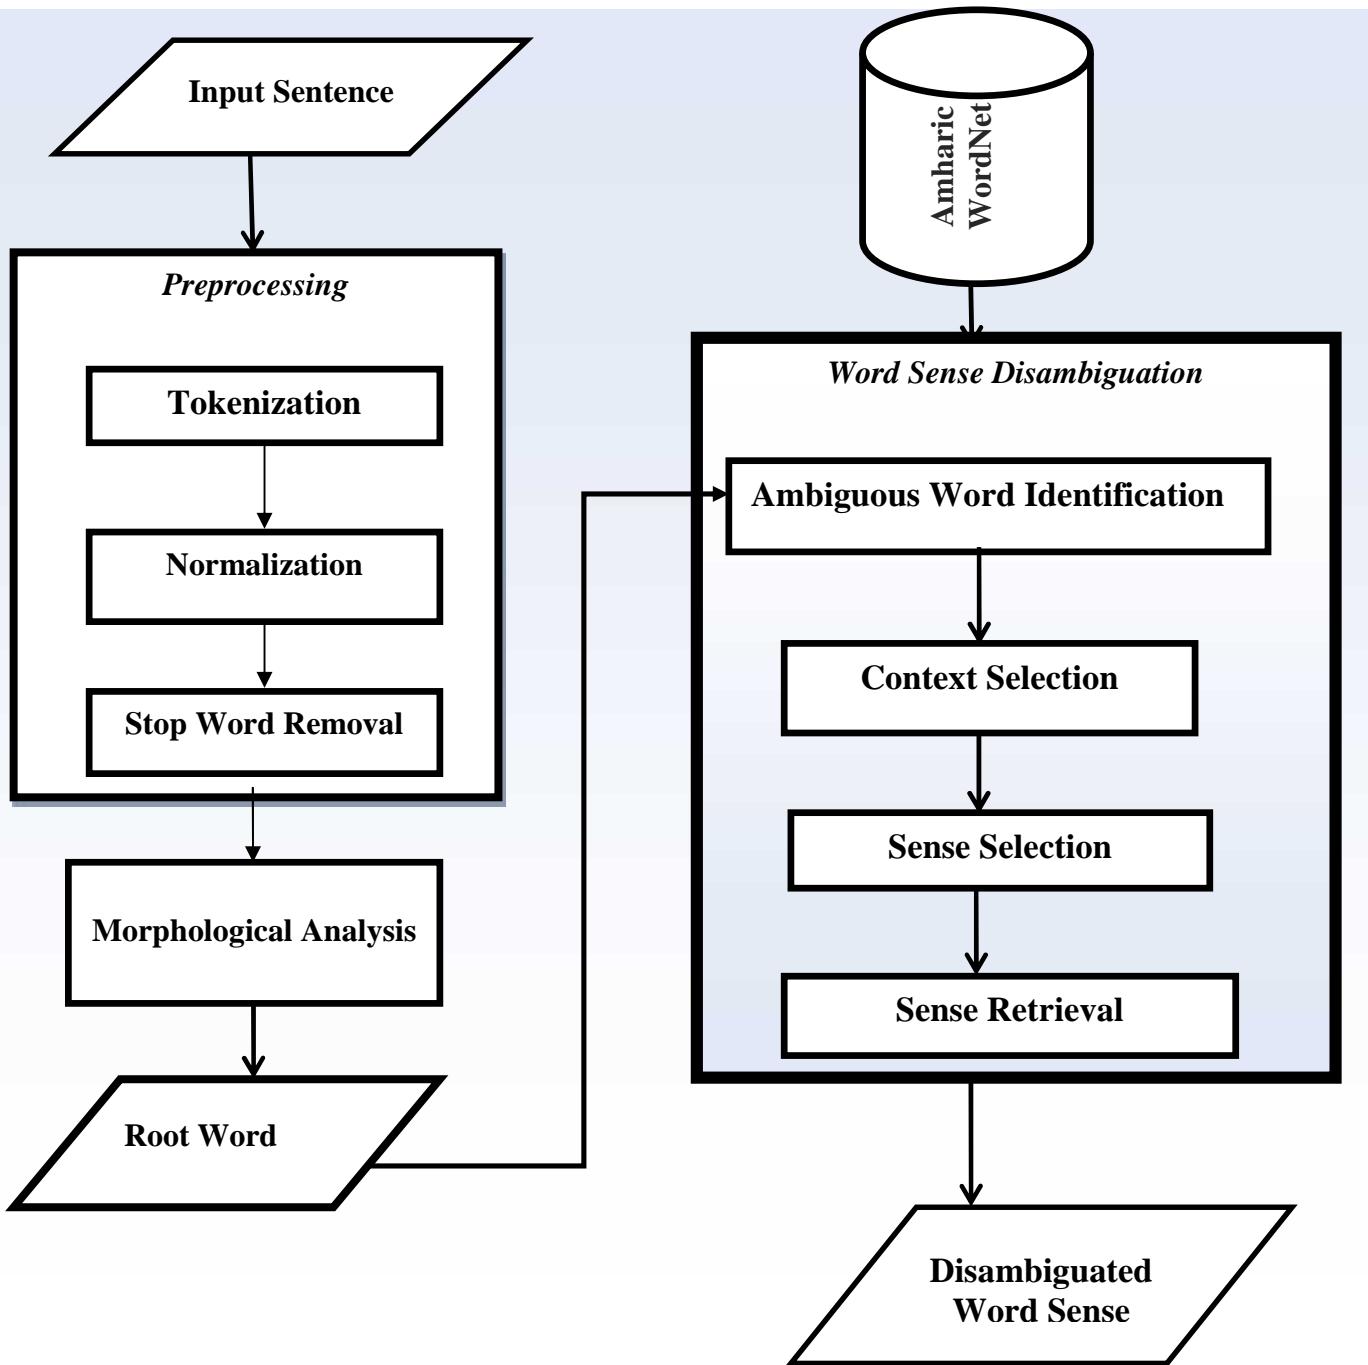 Input Sentence
Preprocessing
Tokenization
Normalization
Stop Word Removal
Morphological Analysis
Root Word
Amharic
WordNet
Word Sense Disambiguation
Ambiguous Word Identification
Context Selection
Sense Selection
Sense Retrieval
Disambiguated
Word Sense